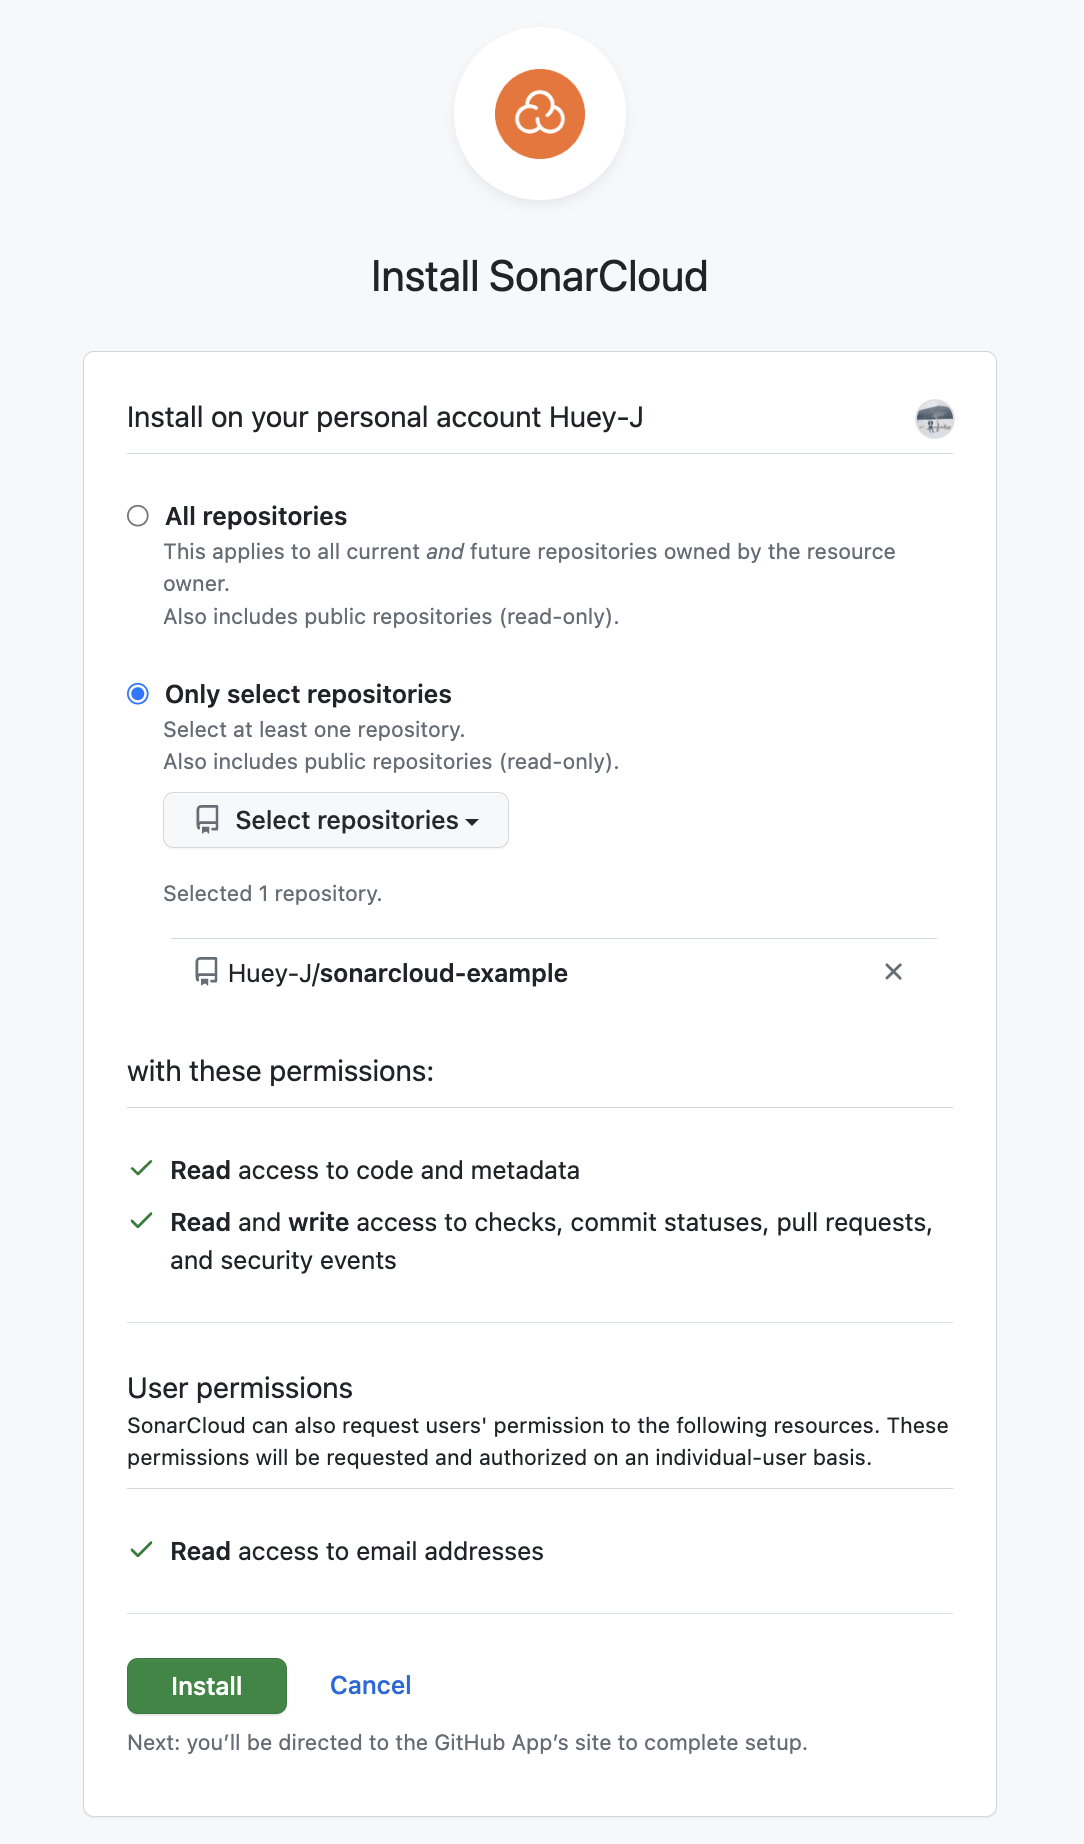 Install SonarCloud
Install on your personal account Huey-J
All repositories
This applies to all current and future repositories owned by the resource
owner.
Also includes public repositories (read-only).
Only select repositories
Select at least one repository.
Also includes public repositories (read-only).
Select repositories
Selected 1 repository.
Huey-J/sonarcloud-example
with these permissions:
Read access to code and metadata
Read and write access to checks, commit statuses, pull requests,
and security events
User permissions
SonarCloud can also request users' permission to the following resources. These
permissions will be requested and authorized on an individual-user basis.
Read access to email addresses
Install Cancel
Next: you’ll be directed to the GitHub App’s site to complete setup.